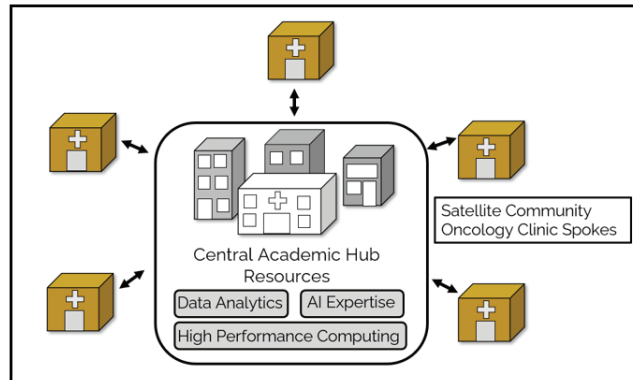 Satellite Community
Oncology Clinic Spokes
Central Academic Hub
Resources
Data Analytics
AI Expertise
High Performance Computing